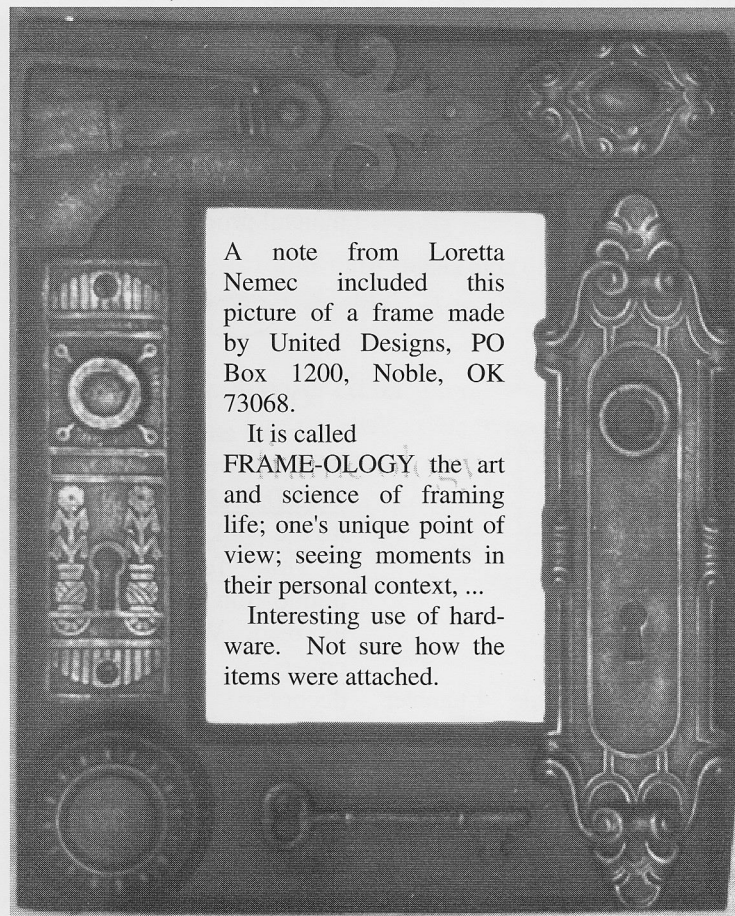 A note from Loretta
Nemec included this
picture of a frame made
by United Designs, PO
Box 1200, Noble, OK
73068.
It is called
FRAME-OLOGY the art
and science of framing
life; one's unique point of
view; seeing moments in
their personal context, ...
Interesting use of hard-
ware. Not sure how the
items were attached.